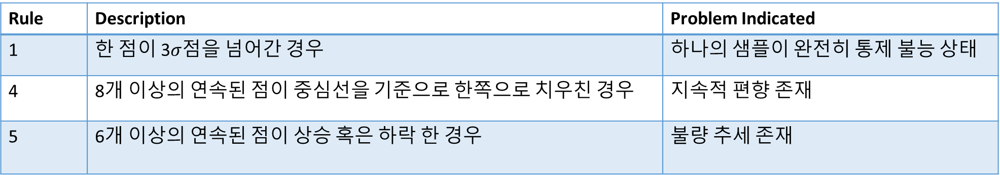 Rule Description Problem Indicated
1 한 점이 3𝜎점을 넘어간 경우 하나의 샘플이 완전히 통제 불능 상태
4 8개 이상의 연속된 점이 중심선을 기준으로 한쪽으로 치우친 경우 지속적 편향 존재
5 6개 이상의 연속된 점이 상승 혹은 하락 한 경우 불량 추세 존재